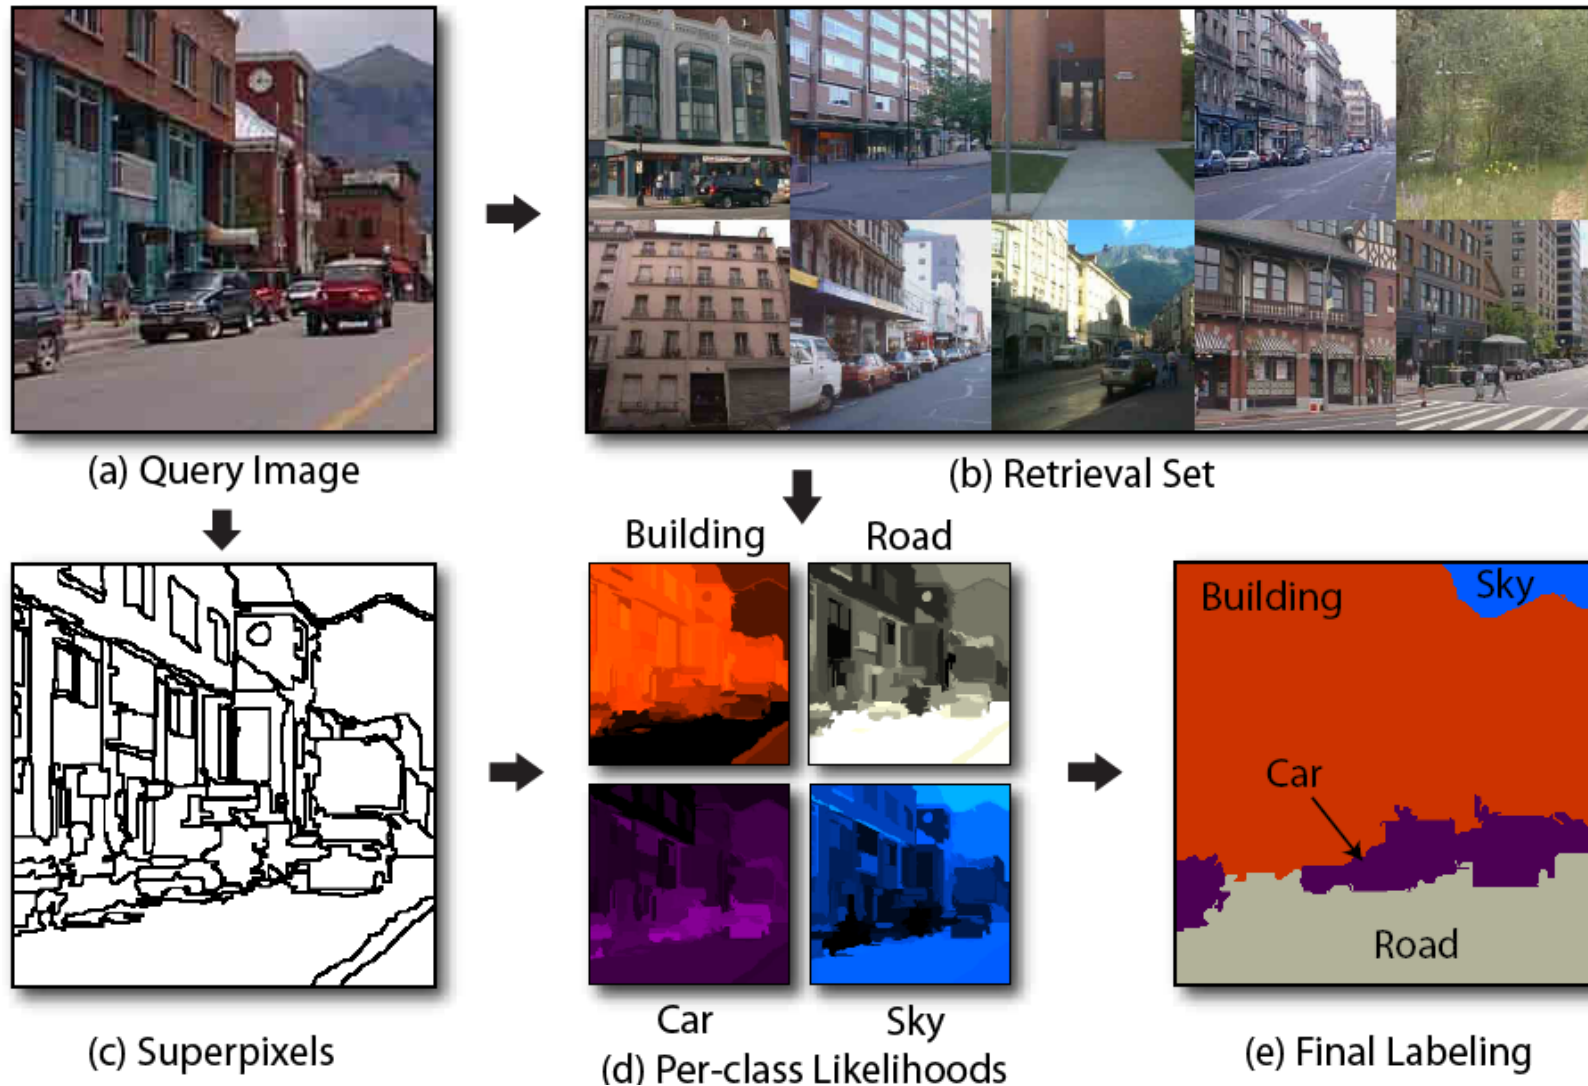 (a) Query Image
(b) Retrieval Set
Building
Road
Car
Sky
(c) Superpixels
(d) Per-class Likelihoods
Building
Sky
Car
Road
(e) Final Labeling